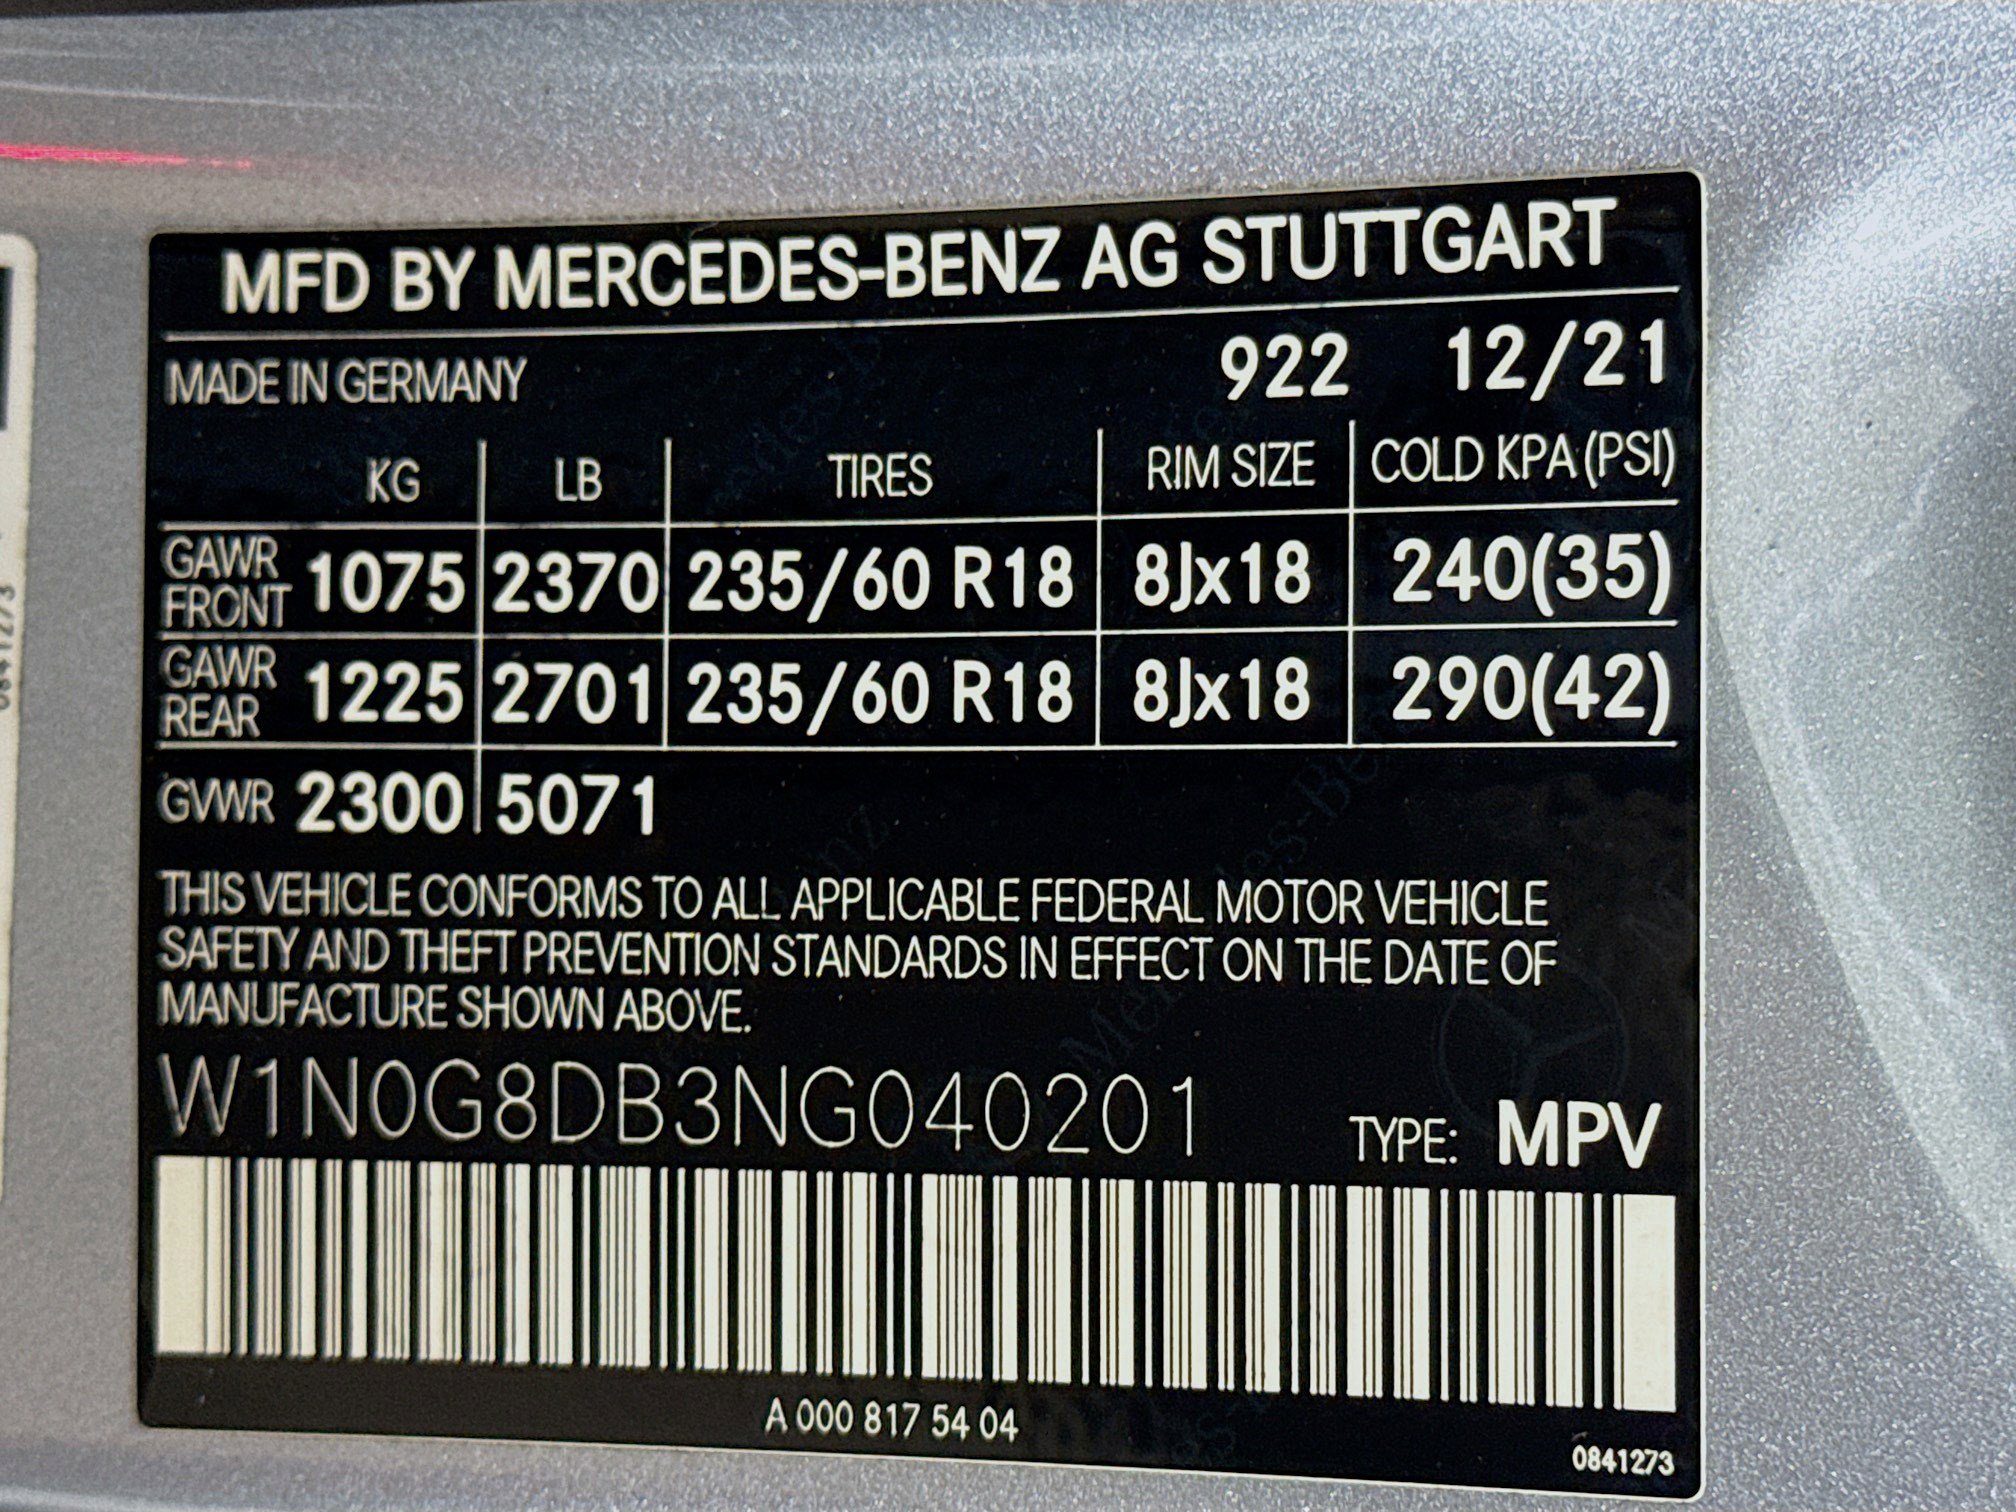 MFD BY MERCEDES-BENZ AG STUTTGART
MADE IN GERMANY 922 12/21
KG LB TIRES RIM SIZE COLD KPA (PSI)
GAWR FRONT 1075 2370 235/60 R18 8Jx18 240(35)
GAWR REAR 1225 2701 235/60 R18 8Jx18 290(42)
GVWR 2300 5071
THIS VEHICLE CONFORMS TO ALL APPLICABLE FEDERAL MOTOR VEHICLE
SAFETY AND THEFT PREVENTION STANDARDS IN EFFECT ON THE DATE OF
MANUFACTURE SHOWN ABOVE.
W1N0G8DB3NG040201 TYPE: MPV
A 000 817 54 04
0841273
0841273